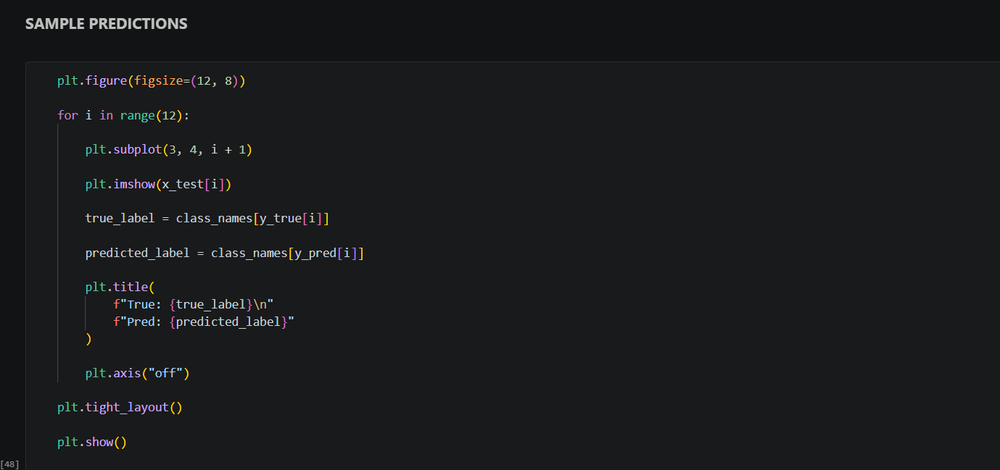 SAMPLE PREDICTIONS
plt.figure(figsize=(12, 8))
for i in range(12):
plt.subplot(3, 4, i + 1)
plt.imshow(x_test[i])
true_label = class_names[y_true[i]]
predicted_label = class_names[y_pred[i]]
plt.title(
f"True: {true_label}\n"
f"Pred: {predicted_label}"
)
plt.axis("off")
plt.tight_layout()
plt.show()
[48]